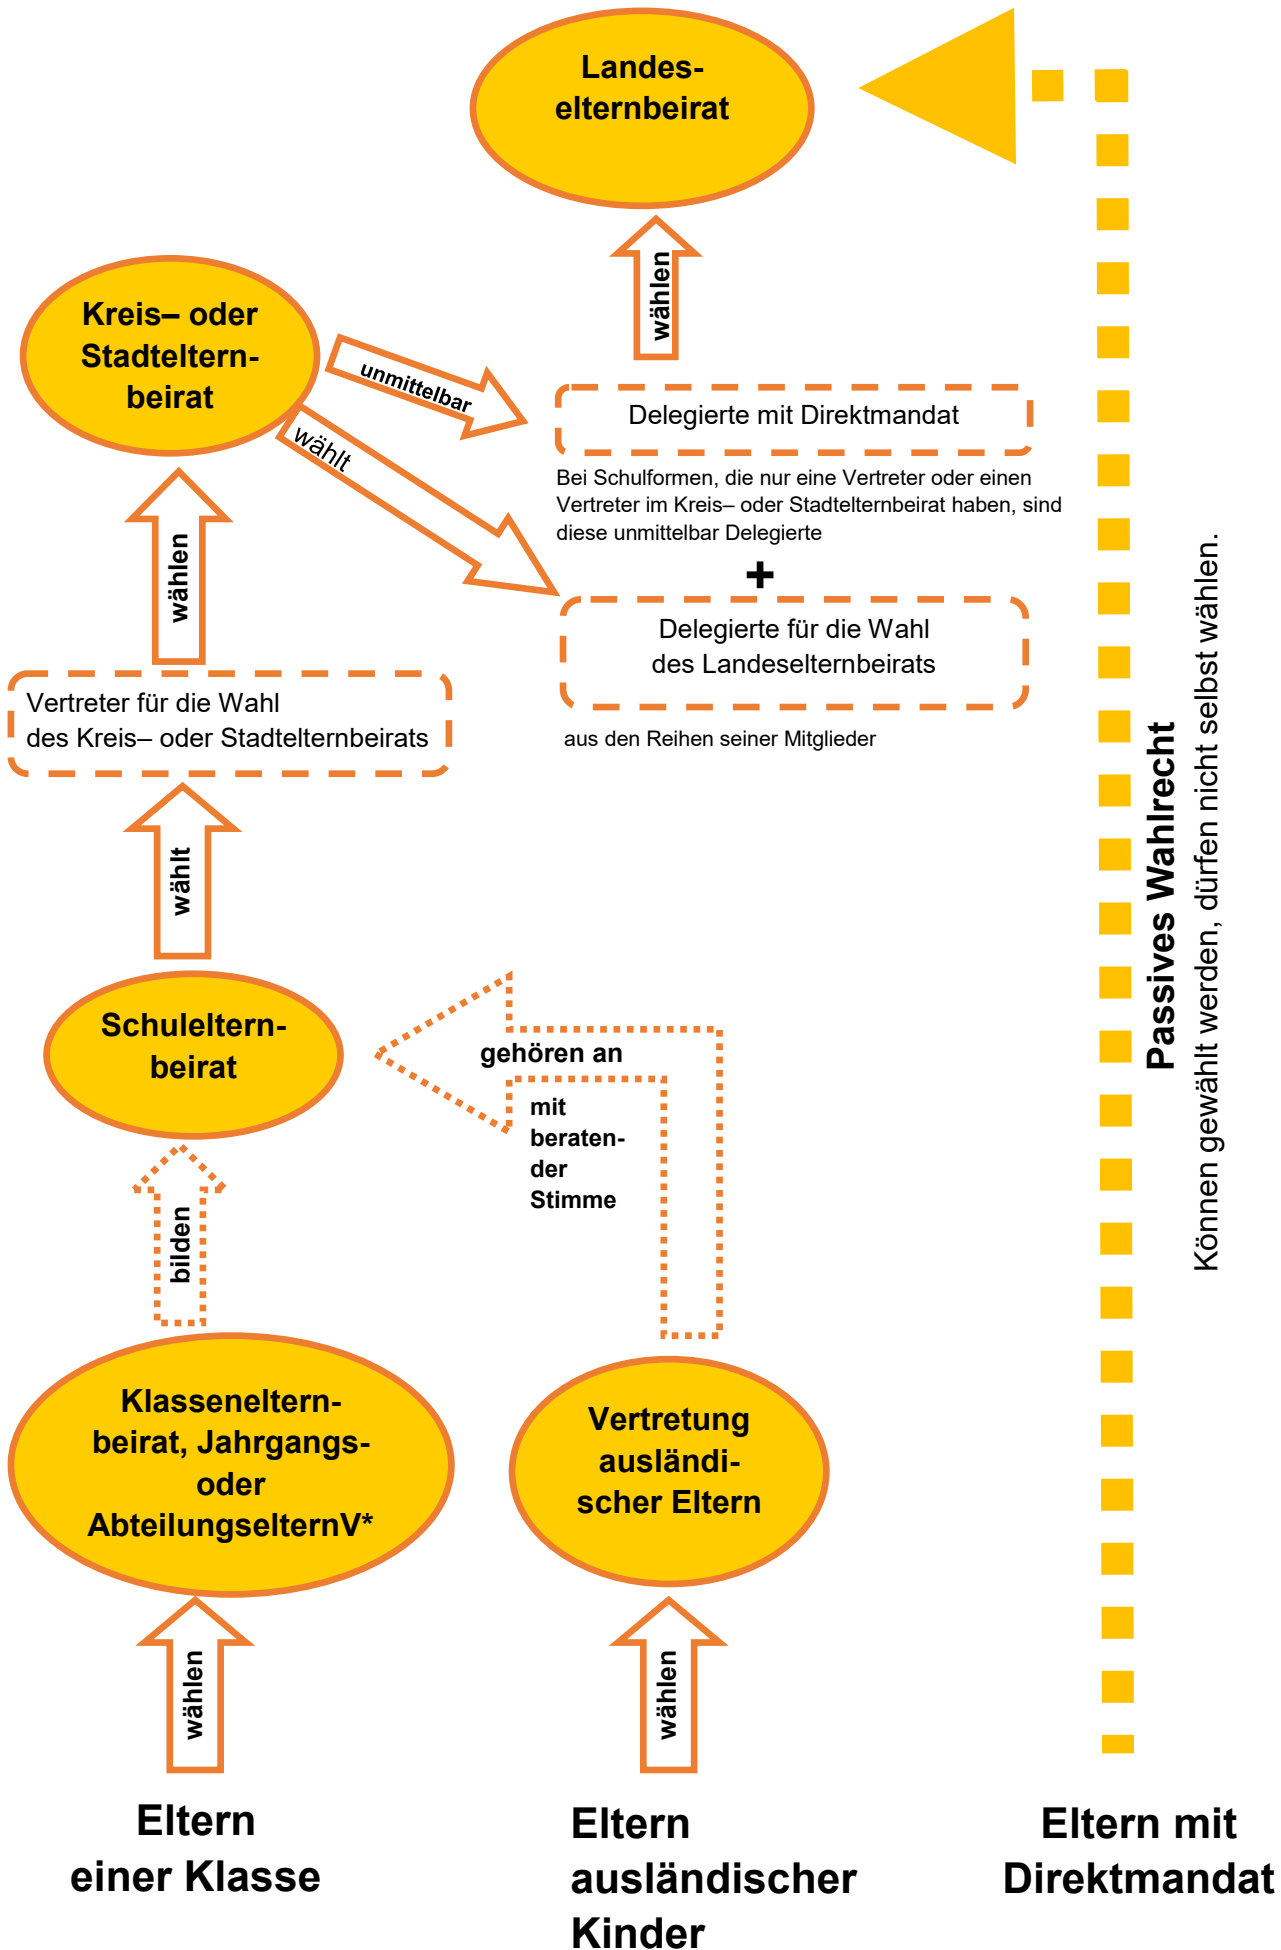 Landes-
elternbeirat
wählen
Kreis– oder
Stadteltern-
beirat
unmittelbar
wählt
Delegierte mit Direktmandat
Bei Schulformen, die nur eine Vertreter oder einen
Vertreter im Kreis– oder Stadtelternbeirat haben, sind
diese unmittelbar Delegierte
+
Delegierte für die Wahl
des Landeselternbeirats
aus den Reihen seiner Mitglieder
wählen
Vertreter für die Wahl
des Kreis– oder Stadtelternbeirats
wählt
Schuleltern-
beirat
gehören an
mit
beraten-
der
Stimme
bilden
Klasseneltern-
beirat, Jahrgangs-
oder
AbteilungselternV*
Vertretung
ausländi-
scher Eltern
wählen
wählen
Eltern
einer Klasse
Eltern
ausländischer
Kinder
Eltern mit
Direktmandat
Passives Wahlrecht
Können gewählt werden, dürfen nicht selbst wählen.